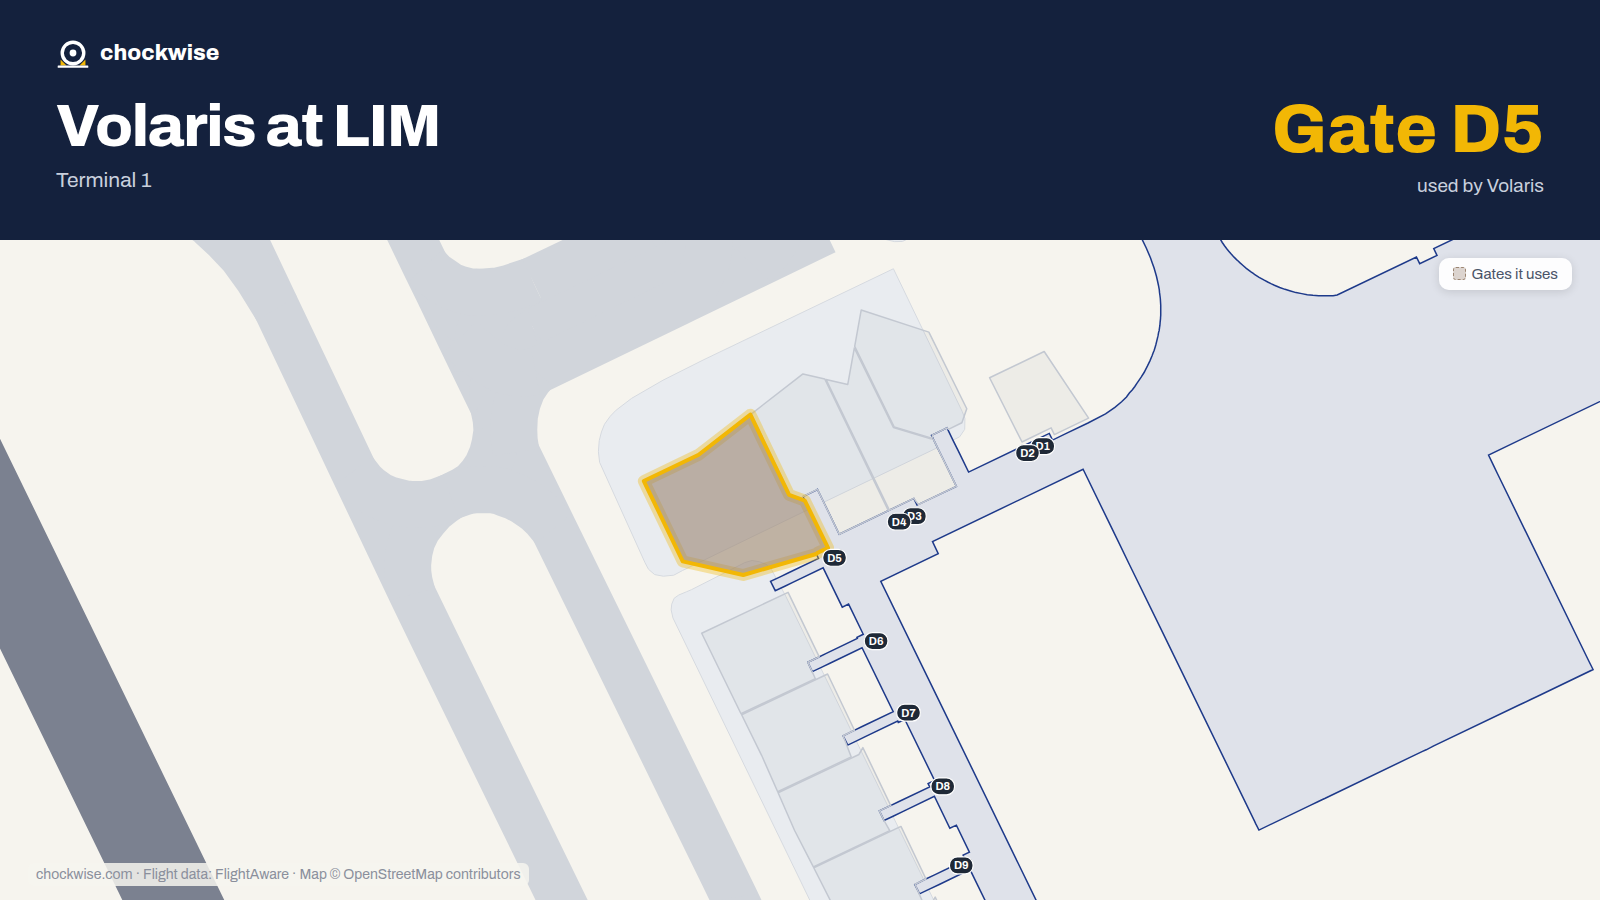 chockwise
Volaris at LIM
Terminal 1
Gate D5
used by Volaris
Gates it uses
D1
D2
D3
D4
D5
D6
D7
D8
D9
chockwise.com · Flight data: FlightAware · Map © OpenStreetMap contributors